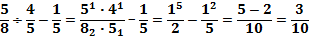 5/8 ÷ 4/5 − 1/5 = (5¹ · 4¹)/(8₂ · 5₁) − 1/5 = 1⁵/2 − 1²/5 = (5 − 2)/10 = 3/10